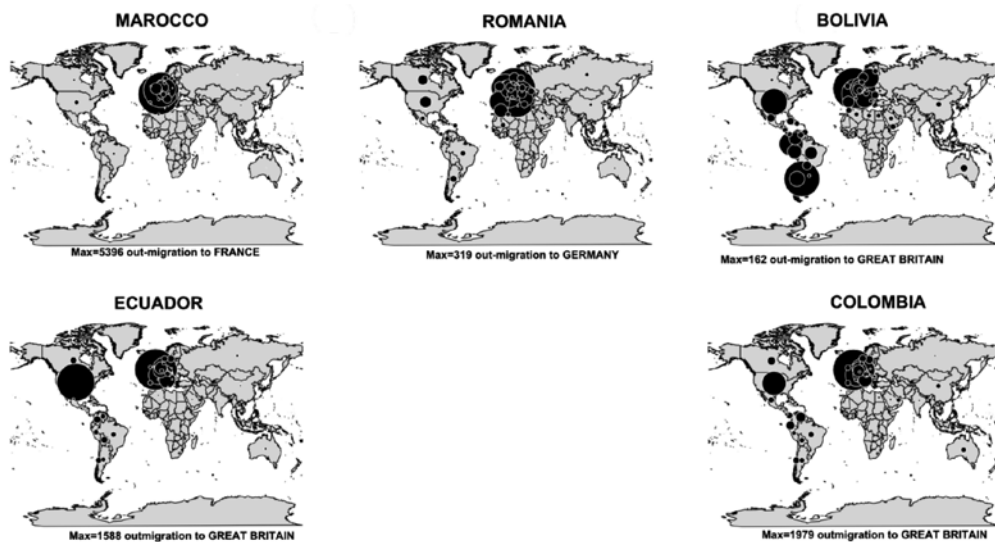 MAROCCO
ROMANIA
BOLIVIA
Max=5396 out-migration to FRANCE
Max=319 out-migration to GERMANY
Max=162 out-migration to GREAT BRITAIN
ECUADOR
COLOMBIA
Max=1588 outmigration to GREAT BRITAIN
Max=1979 outmigration to GREAT BRITAIN